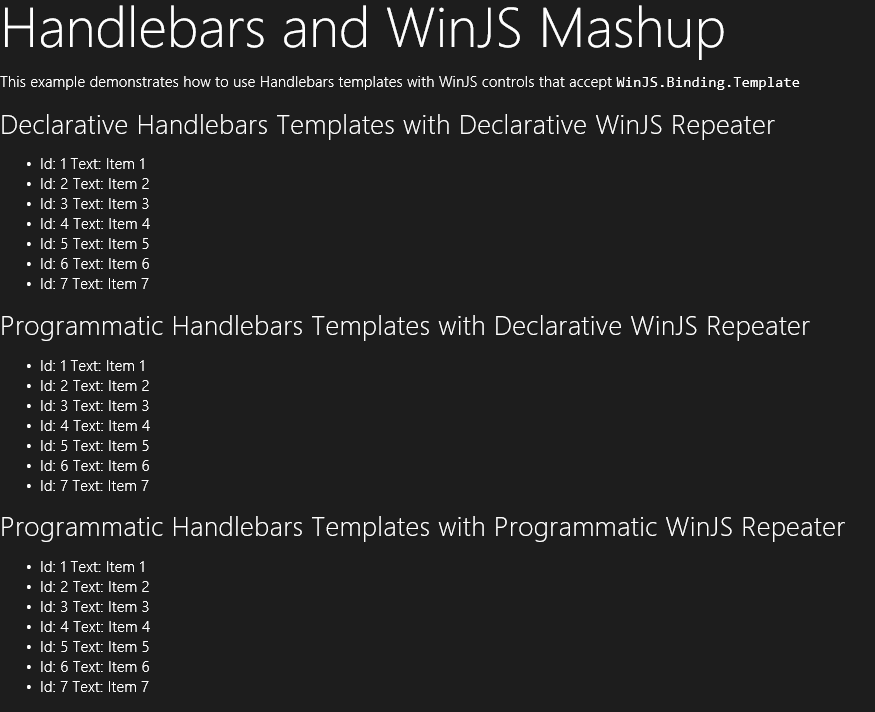 Handlebars and WinJS Mashup
This example demonstrates how to use Handlebars templates with WinJS controls that accept WinJS.Binding.Template
Declarative Handlebars Templates with Declarative WinJS Repeater
• Id: 1 Text: Item 1
• Id: 2 Text: Item 2
• Id: 3 Text: Item 3
• Id: 4 Text: Item 4
• Id: 5 Text: Item 5
• Id: 6 Text: Item 6
• Id: 7 Text: Item 7
Programmatic Handlebars Templates with Declarative WinJS Repeater
• Id: 1 Text: Item 1
• Id: 2 Text: Item 2
• Id: 3 Text: Item 3
• Id: 4 Text: Item 4
• Id: 5 Text: Item 5
• Id: 6 Text: Item 6
• Id: 7 Text: Item 7
Programmatic Handlebars Templates with Programmatic WinJS Repeater
• Id: 1 Text: Item 1
• Id: 2 Text: Item 2
• Id: 3 Text: Item 3
• Id: 4 Text: Item 4
• Id: 5 Text: Item 5
• Id: 6 Text: Item 6
• Id: 7 Text: Item 7